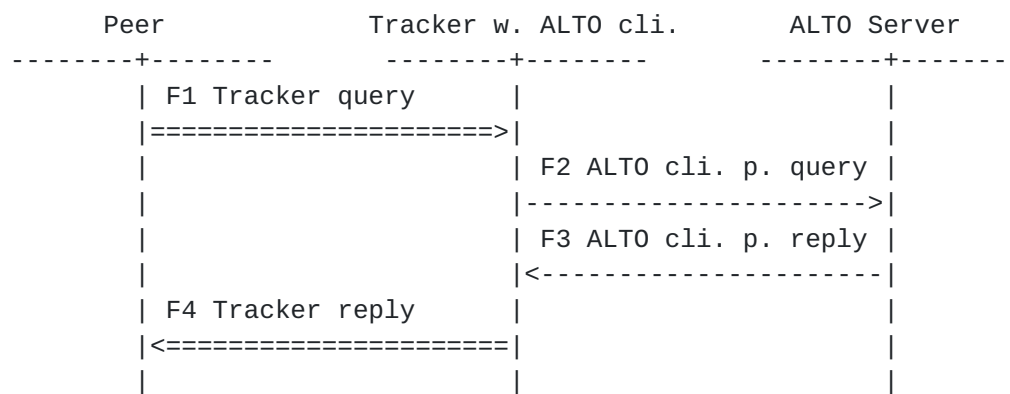 Peer             Tracker w. ALTO cli.       ALTO Server
--------+--------       --------+--------       --------+-------
        | F1 Tracker query      |                       |
        |======================>|                       |
        |                       | F2 ALTO cli. p. query |
        |                       |---------------------->|
        |                       | F3 ALTO cli. p. reply |
        |                       |<----------------------|
        | F4 Tracker reply      |                       |
        |<======================|                       |
        |                       |                       |